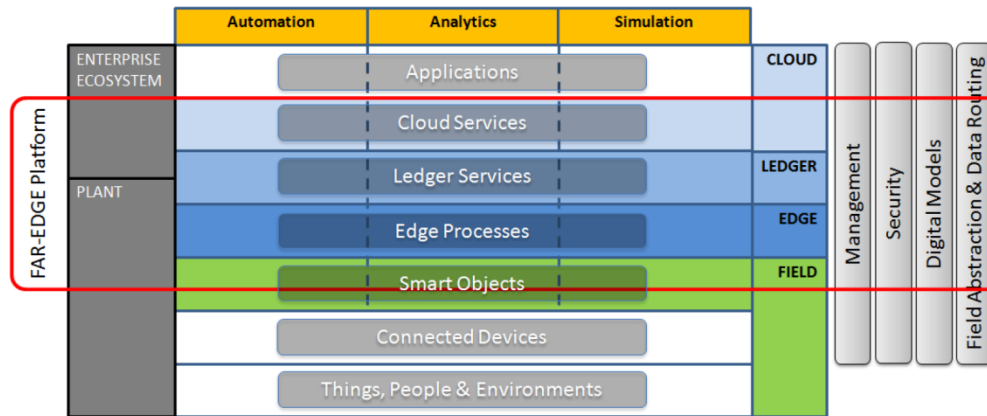 Automation
Analytics
Simulation
ENTERPRISE
ECOSYSTEM
Applications
CLOUD
Cloud Services
Ledger Services
LEDGER
PLANT
Edge Processes
EDGE
Smart Objects
FIELD
Connected Devices
Things, People & Environments
FAR-EDGE Platform
Management
Security
Digital Models
Field Abstraction & Data Routing